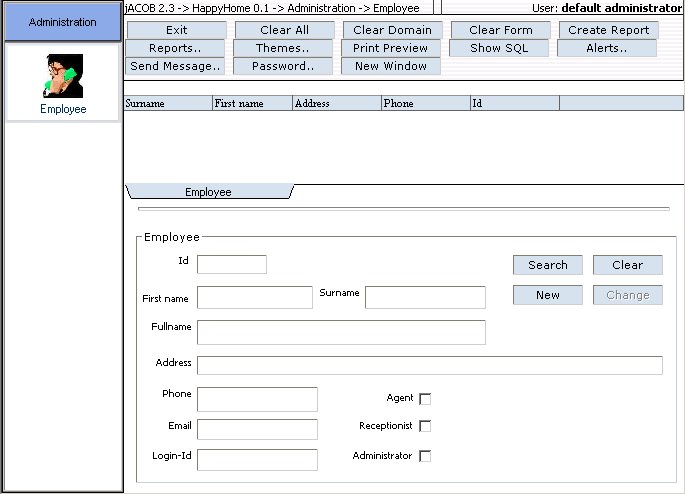 Administration
Employee
jACOB 2.3 -> HappyHome 0.1 -> Administration -> Employee User: default administrator
Exit Clear All Clear Domain Clear Form Create Report
Reports.. Themes... Print Preview Show SQL Alerts..
Send Message.. Password.. New Window
Surname First name Address Phone Id
Employee
Employee
Id Search Clear
First name Surname New Change
Fullname
Address
Phone Agent
Email Receptionist
Login-Id Administrator